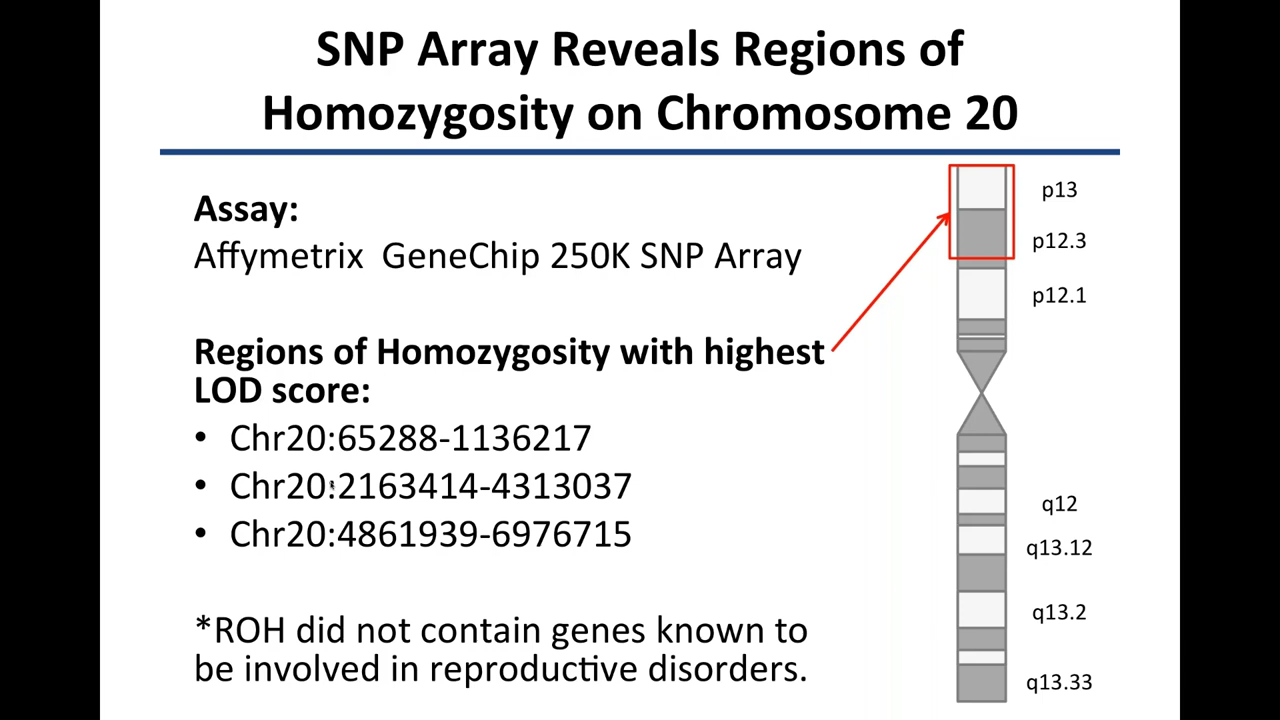 SNP Array Reveals Regions of
Homozygosity on Chromosome 20
Assay:
Affymetrix  GeneChip 250K SNP Array
Regions of Homozygosity with highest
LOD score:
• Chr20:65288-1136217
• Chr20:2163414-4313037
• Chr20:4861939-6976715
*ROH did not contain genes known to
be involved in reproductive disorders.
p13
p12.3
p12.1
q12
q13.12
q13.2
q13.33